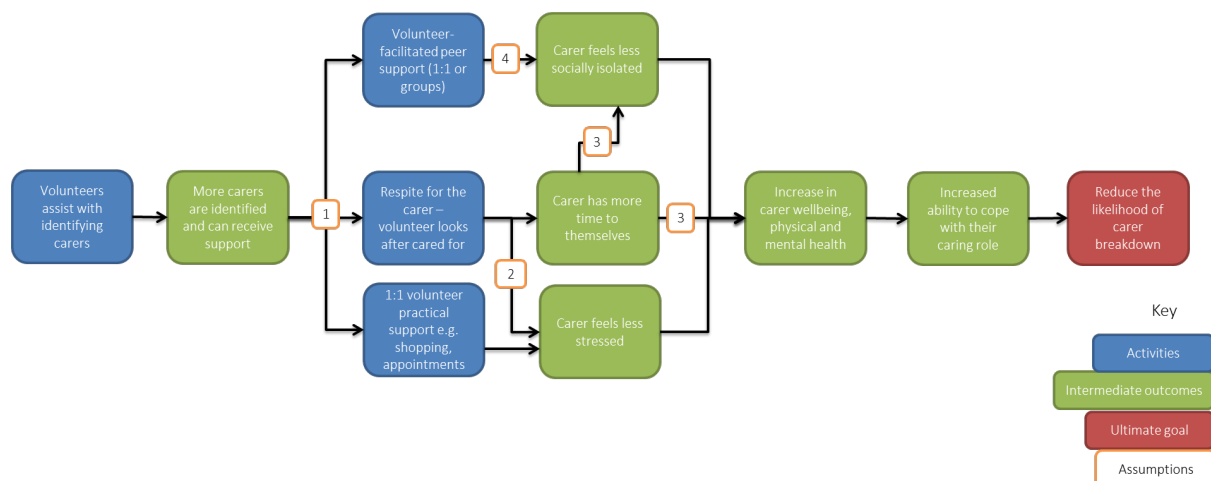 Volunteer-
facilitated peer
support (1:1 or
groups)
4
Carer feels less
socially isolated
3
Volunteers
assist with
identifying
carers
More carers
are identified
and can receive
support
1
Respite for the
carer –
volunteer looks
after cared for
Carer has more
time to
themselves
3
Increase in
carer wellbeing,
physical and
mental health
Increased
ability to cope
with their
caring role
Reduce the
likelihood of
carer
breakdown
2
1:1 volunteer
practical
support e.g.
shopping,
appointments
Carer feels less
stressed
Key
Activities
Intermediate outcomes
Ultimate goal
Assumptions